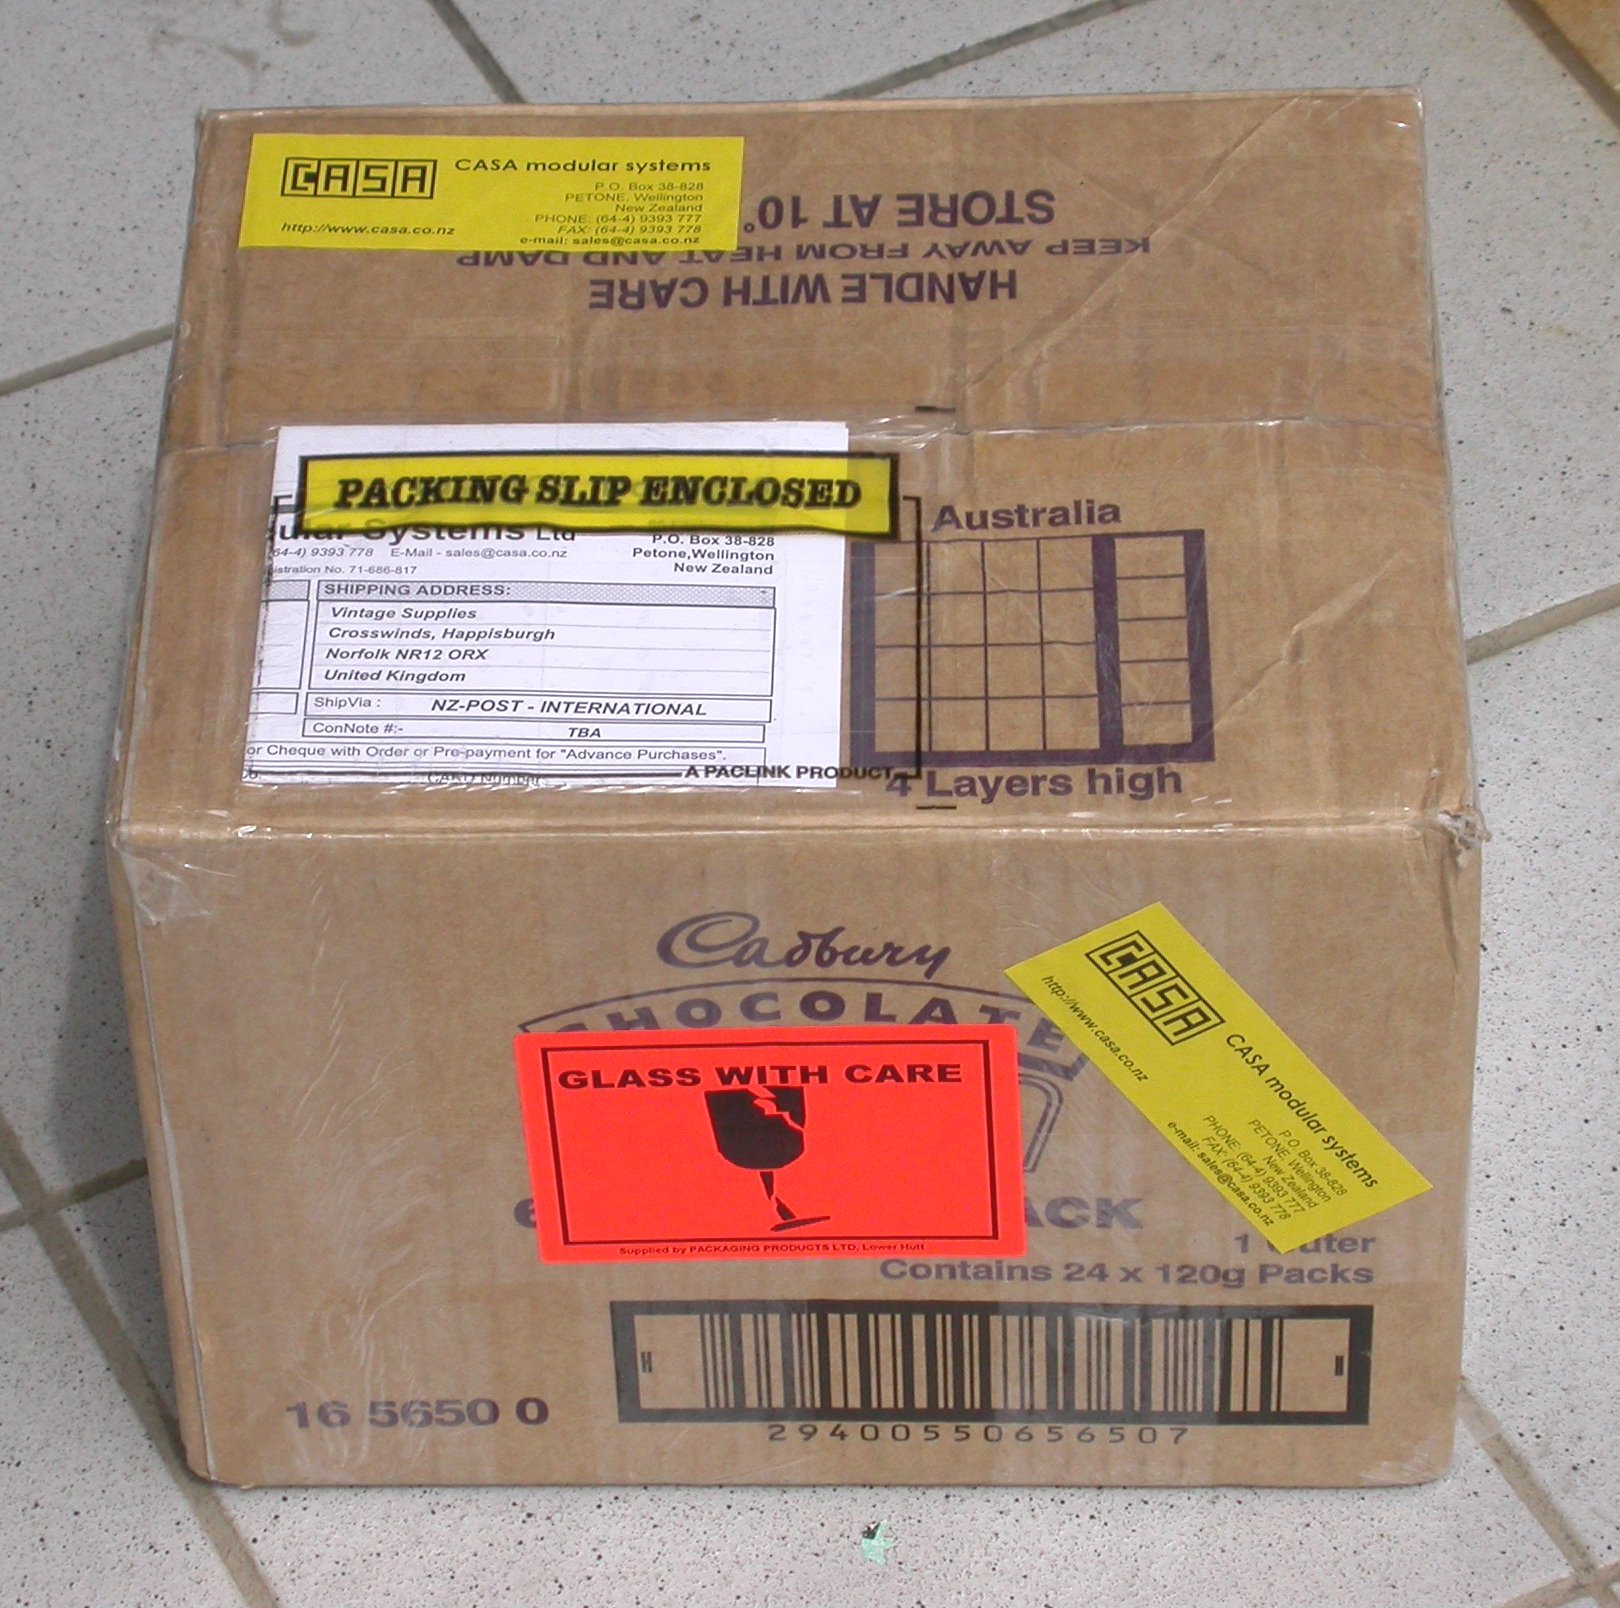 CASA
CASA modular systems
P.O. Box 38-828
PETONE, Wellington
New Zealand
PHONE: (64-4) 9393 777
FAX: (64-4) 9393 778
http://www.casa.co.nz
e-mail: sales@casa.co.nz
STORE AT 10°
KEEP AWAY FROM HEAT AND DAMP
HANDLE WITH CARE
PACKING SLIP ENCLOSED
Systems Ltd
P.O. Box 38-828
64-4) 9393 778 E-Mail - sales@casa.co.nz
Petone,Wellington
istration No. 71-686-817
New Zealand
SHIPPING ADDRESS:
Vintage Supplies
Crosswinds, Happisburgh
Norfolk NR12 ORX
United Kingdom
ShipVia : NZ-POST - INTERNATIONAL
ConNote #:- TBA
or Cheque with Order or Pre-payment for "Advance Purchases".
CARD Number
A PACLINK PRODUCT
Australia
4 Layers high
Cadbury
CHOCOLATE
GLASS WITH CARE
Supplied by PACKAGING PRODUCTS LTD, Lower Hutt
CASA
CASA modular systems
P.O. Box 38-828
PETONE, Wellington
New Zealand
PHONE: (64-4) 9393 777
FAX: (64-4) 9393 778
http://www.casa.co.nz
e-mail: sales@casa.co.nz
ACK
1 Outer
Contains 24 x 120g Packs
H
16 5650 0
29400550656507